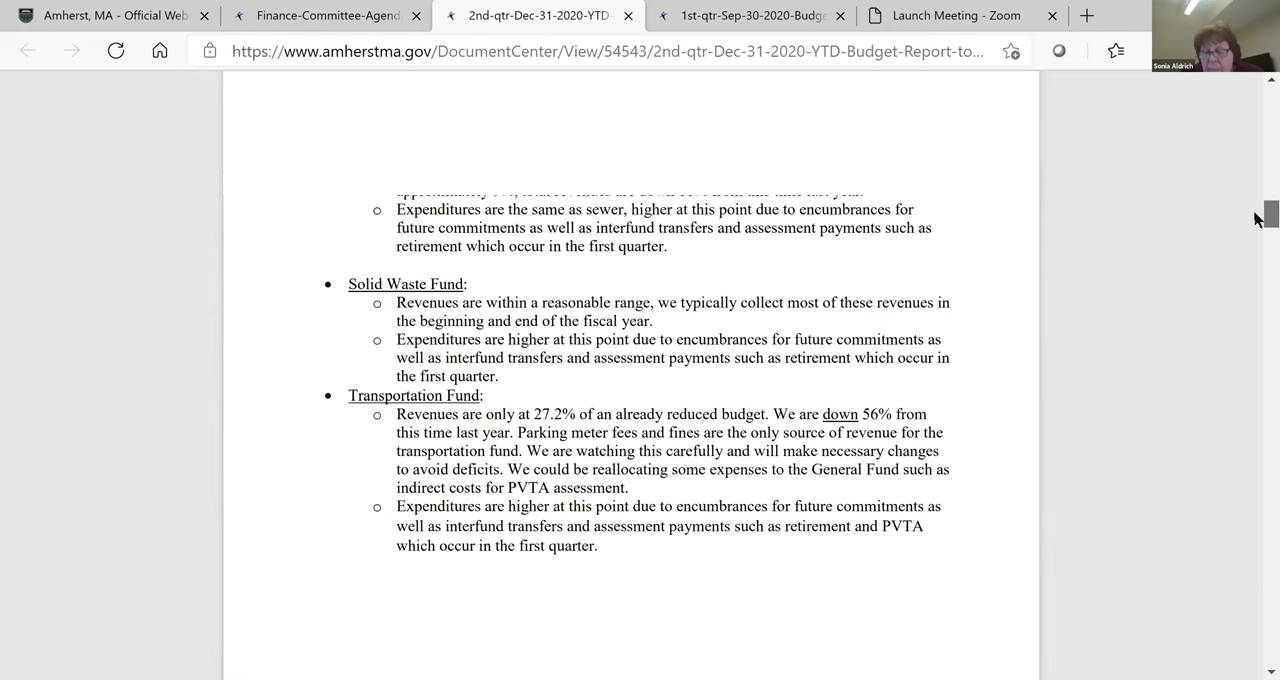 Amherst, MA - Official Web
Finance-Committee-Agend
2nd-qtr-Dec-31-2020-YTD-
1st-qtr-Sep-30-2020-Budg
Launch Meeting - Zoom
https://www.amherstma.gov/DocumentCenter/View/54543/2nd-qtr-Dec-31-2020-YTD-Budget-Report-to...
Sonia Aldrich
total revenues are down from this time last year.
o Expenditures are the same as sewer, higher at this point due to encumbrances for
future commitments as well as interfund transfers and assessment payments such as
retirement which occur in the first quarter.
• Solid Waste Fund:
o Revenues are within a reasonable range, we typically collect most of these revenues in
the beginning and end of the fiscal year.
o Expenditures are higher at this point due to encumbrances for future commitments as
well as interfund transfers and assessment payments such as retirement which occur in
the first quarter.
• Transportation Fund:
o Revenues are only at 27.2% of an already reduced budget. We are down 56% from
this time last year. Parking meter fees and fines are the only source of revenue for the
transportation fund. We are watching this carefully and will make necessary changes
to avoid deficits. We could be reallocating some expenses to the General Fund such as
indirect costs for PVTA assessment.
o Expenditures are higher at this point due to encumbrances for future commitments as
well as interfund transfers and assessment payments such as retirement and PVTA
which occur in the first quarter.